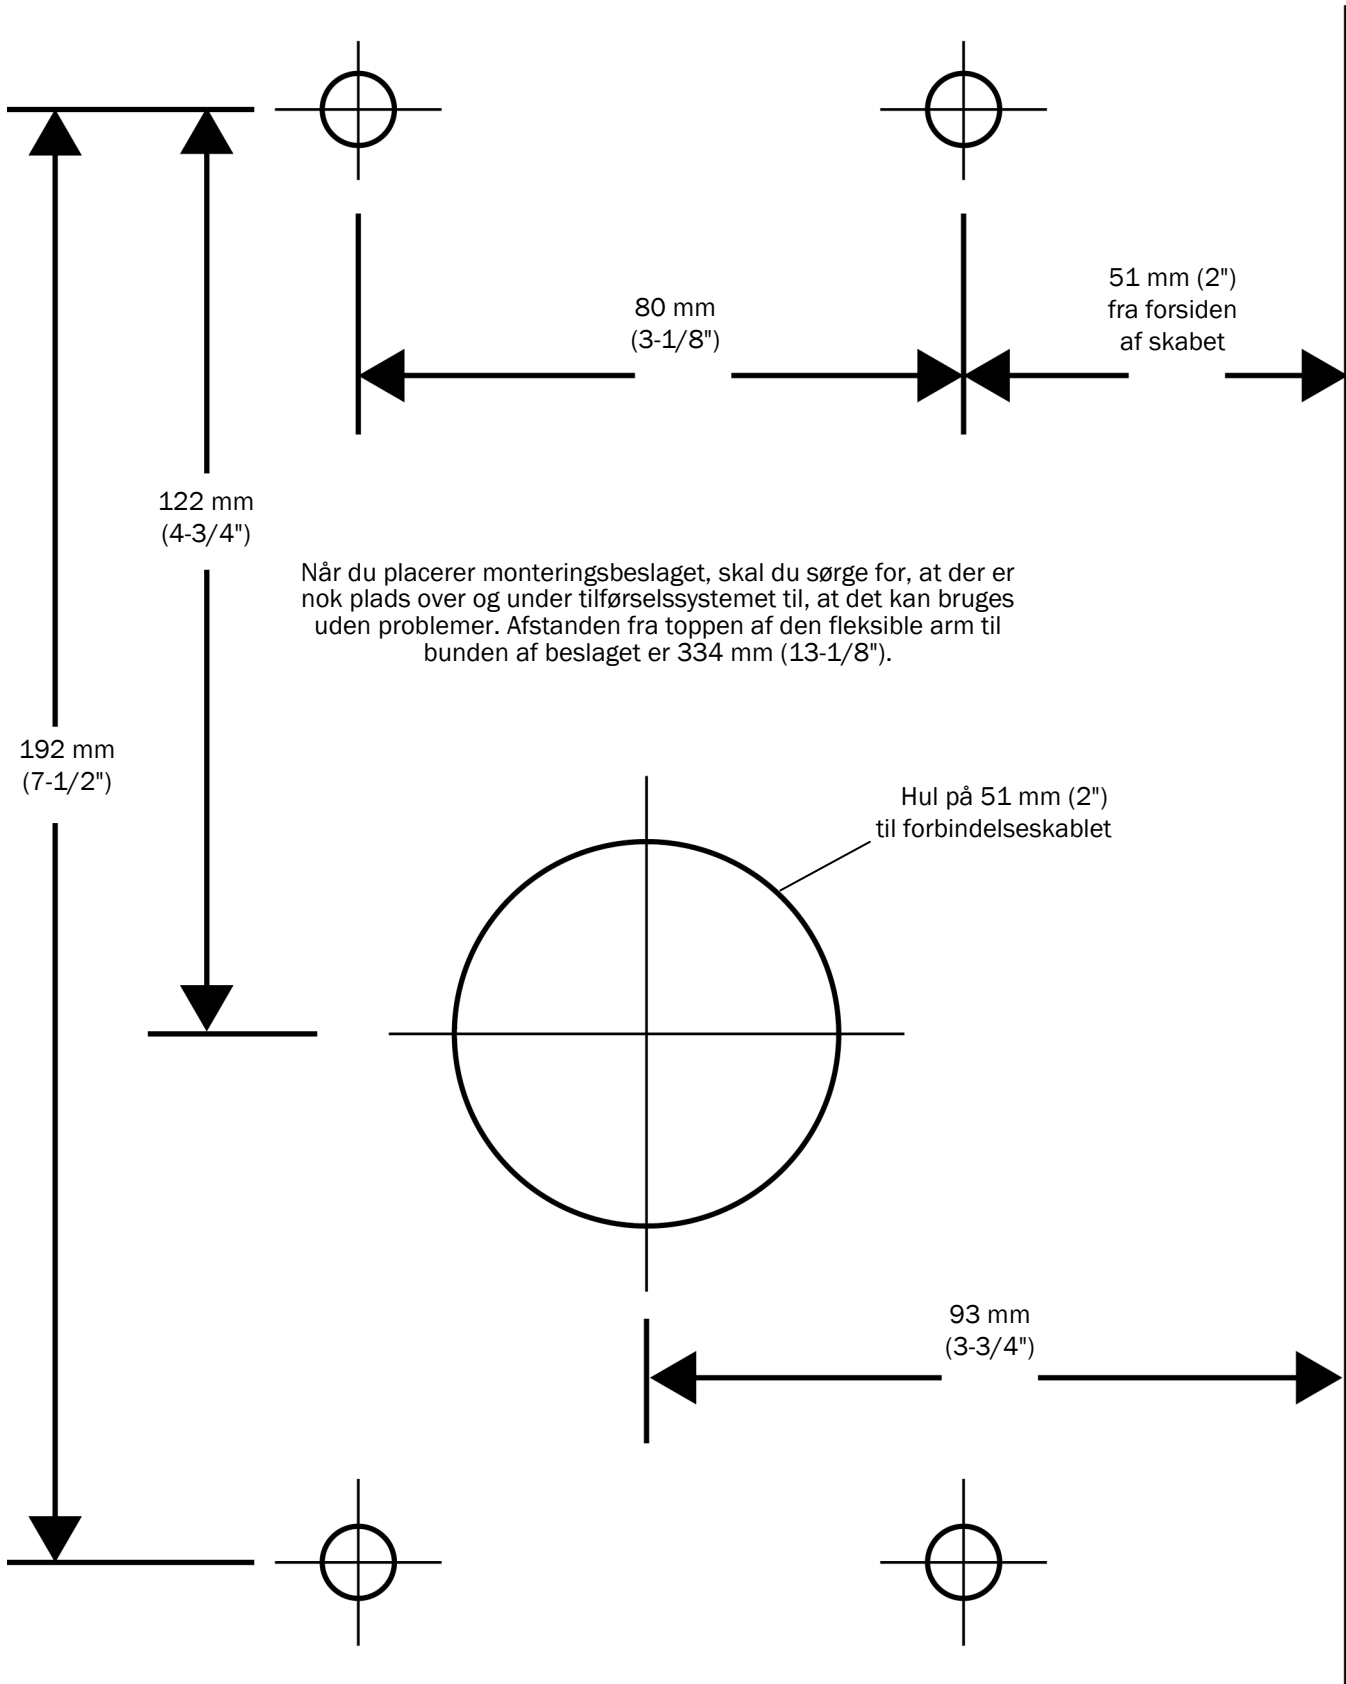 51 mm (2")
fra forsiden
af skabet
80 mm
(3-1/8")
122 mm
(4-3/4")
Når du placerer monteringsbeslaget, skal du sørge for, at der er
nok plads over og under tilførselssystemet til, at det kan bruges
uden problemer. Afstanden fra toppen af den fleksible arm til
bunden af beslaget er 334 mm (13-1/8").
192 mm
(7-1/2")
Hul på 51 mm (2")
til forbindelseskablet
93 mm
(3-3/4")